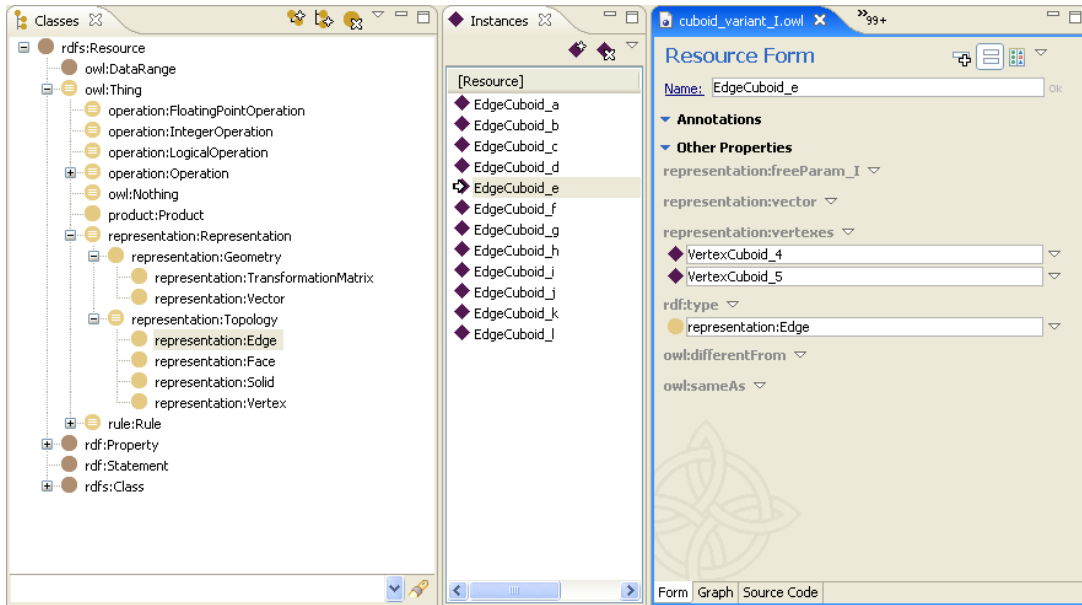 Classes
rdfs:Resource
owl:DataRange
owl:Thing
operation:FloatingPointOperation
operation:IntegerOperation
operation:LogicalOperation
operation:Operation
owl:Nothing
product:Product
representation:Representation
representation:Geometry
representation:TransformationMatrix
representation:Vector
representation:Topology
representation:Edge
representation:Face
representation:Solid
representation:Vertex
rule:Rule
rdf:Property
rdf:Statement
rdfs:Class
Instances
[Resource]
EdgeCuboid_a
EdgeCuboid_b
EdgeCuboid_c
EdgeCuboid_d
EdgeCuboid_e
EdgeCuboid_f
EdgeCuboid_g
EdgeCuboid_h
EdgeCuboid_i
EdgeCuboid_j
EdgeCuboid_k
EdgeCuboid_l
cuboid_variant_I.owl »99+
Resource Form
Name: EdgeCuboid_e Ok
Annotations
Other Properties
representation:freeParam_I
representation:vector
representation:vertexes
VertexCuboid_4
VertexCuboid_5
rdf:type
representation:Edge
owl:differentFrom
owl:sameAs
Form Graph Source Code